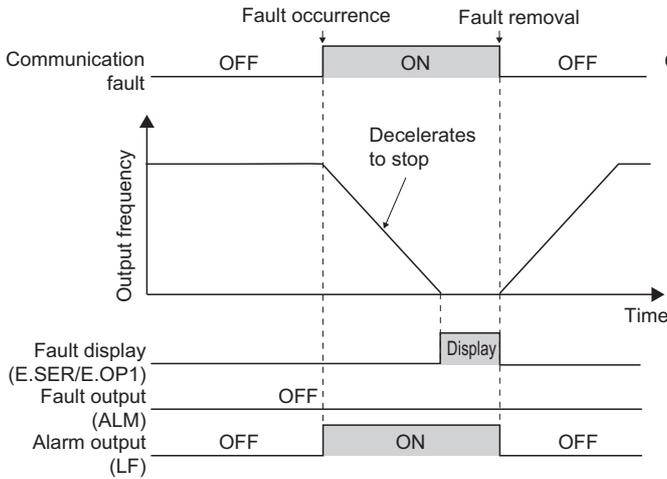 Fault occurrence
Fault removal
Communication
fault
OFF
ON
OFF
Output frequency
Decelerates
to stop
Time
Fault display
(E.SER/E.OP1)
Display
Fault output
(ALM)
OFF
Alarm output
(LF)
OFF
ON
OFF